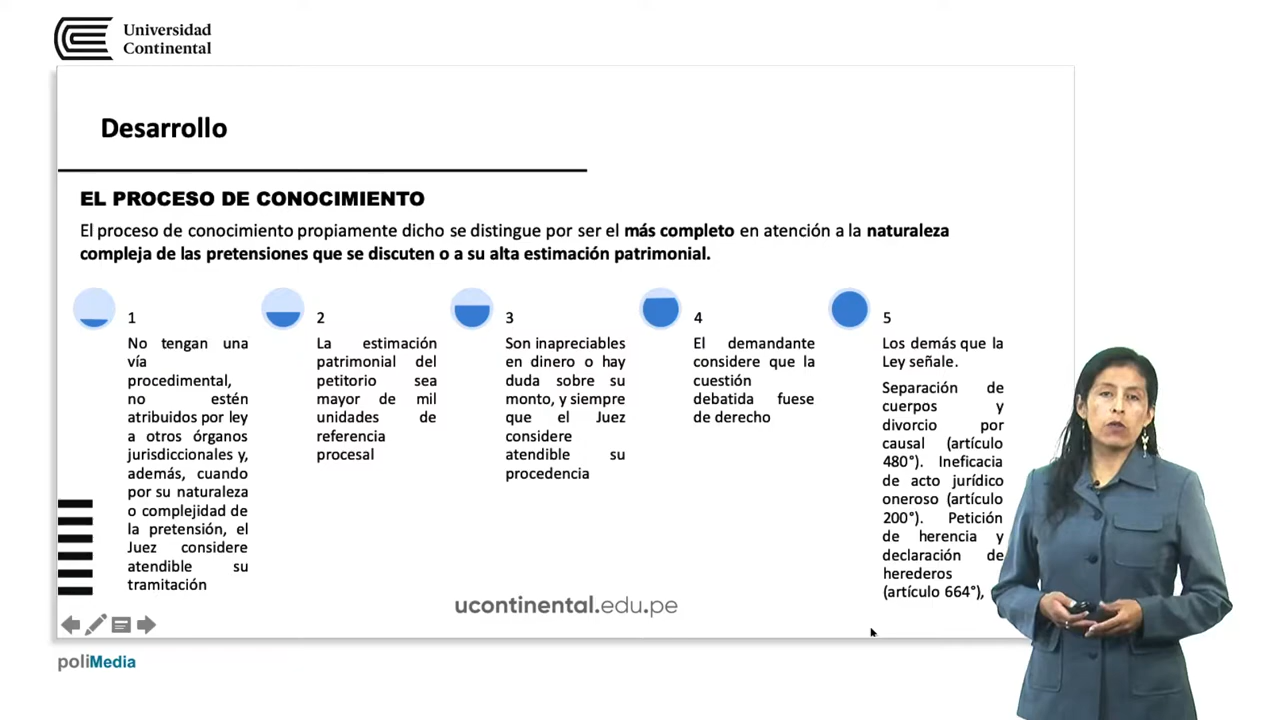 Universidad
Continental
Desarrollo
EL PROCESO DE CONOCIMIENTO
El proceso de conocimiento propiamente dicho se distingue por ser el más completo en atención a la naturaleza
compleja de las pretensiones que se discuten o a su alta estimación patrimonial.
1
No tengan una
vía
procedimental,
no estén
atribuidos por ley
a otros órganos
jurisdiccionales y,
además, cuando
por su naturaleza
o complejidad de
la pretensión, el
Juez considere
atendible su
tramitación
2
La estimación
patrimonial del
petitorio sea
mayor de mil
unidades de
referencia
procesal
3
Son inapreciables
en dinero o hay
duda sobre su
monto, y siempre
que el Juez
considere
atendible su
procedencia
4
El demandante
considere que la
cuestión
debatida fuese
de derecho
5
Los demás que la
Ley señale.
Separación de
cuerpos y
divorcio por
causal (artículo
480°). Ineficacia
de acto jurídico
oneroso (artículo
200°). Petición
de herencia y
declaración de
herederos
(artículo 664°),
ucontinental.edu.pe
poliMedia